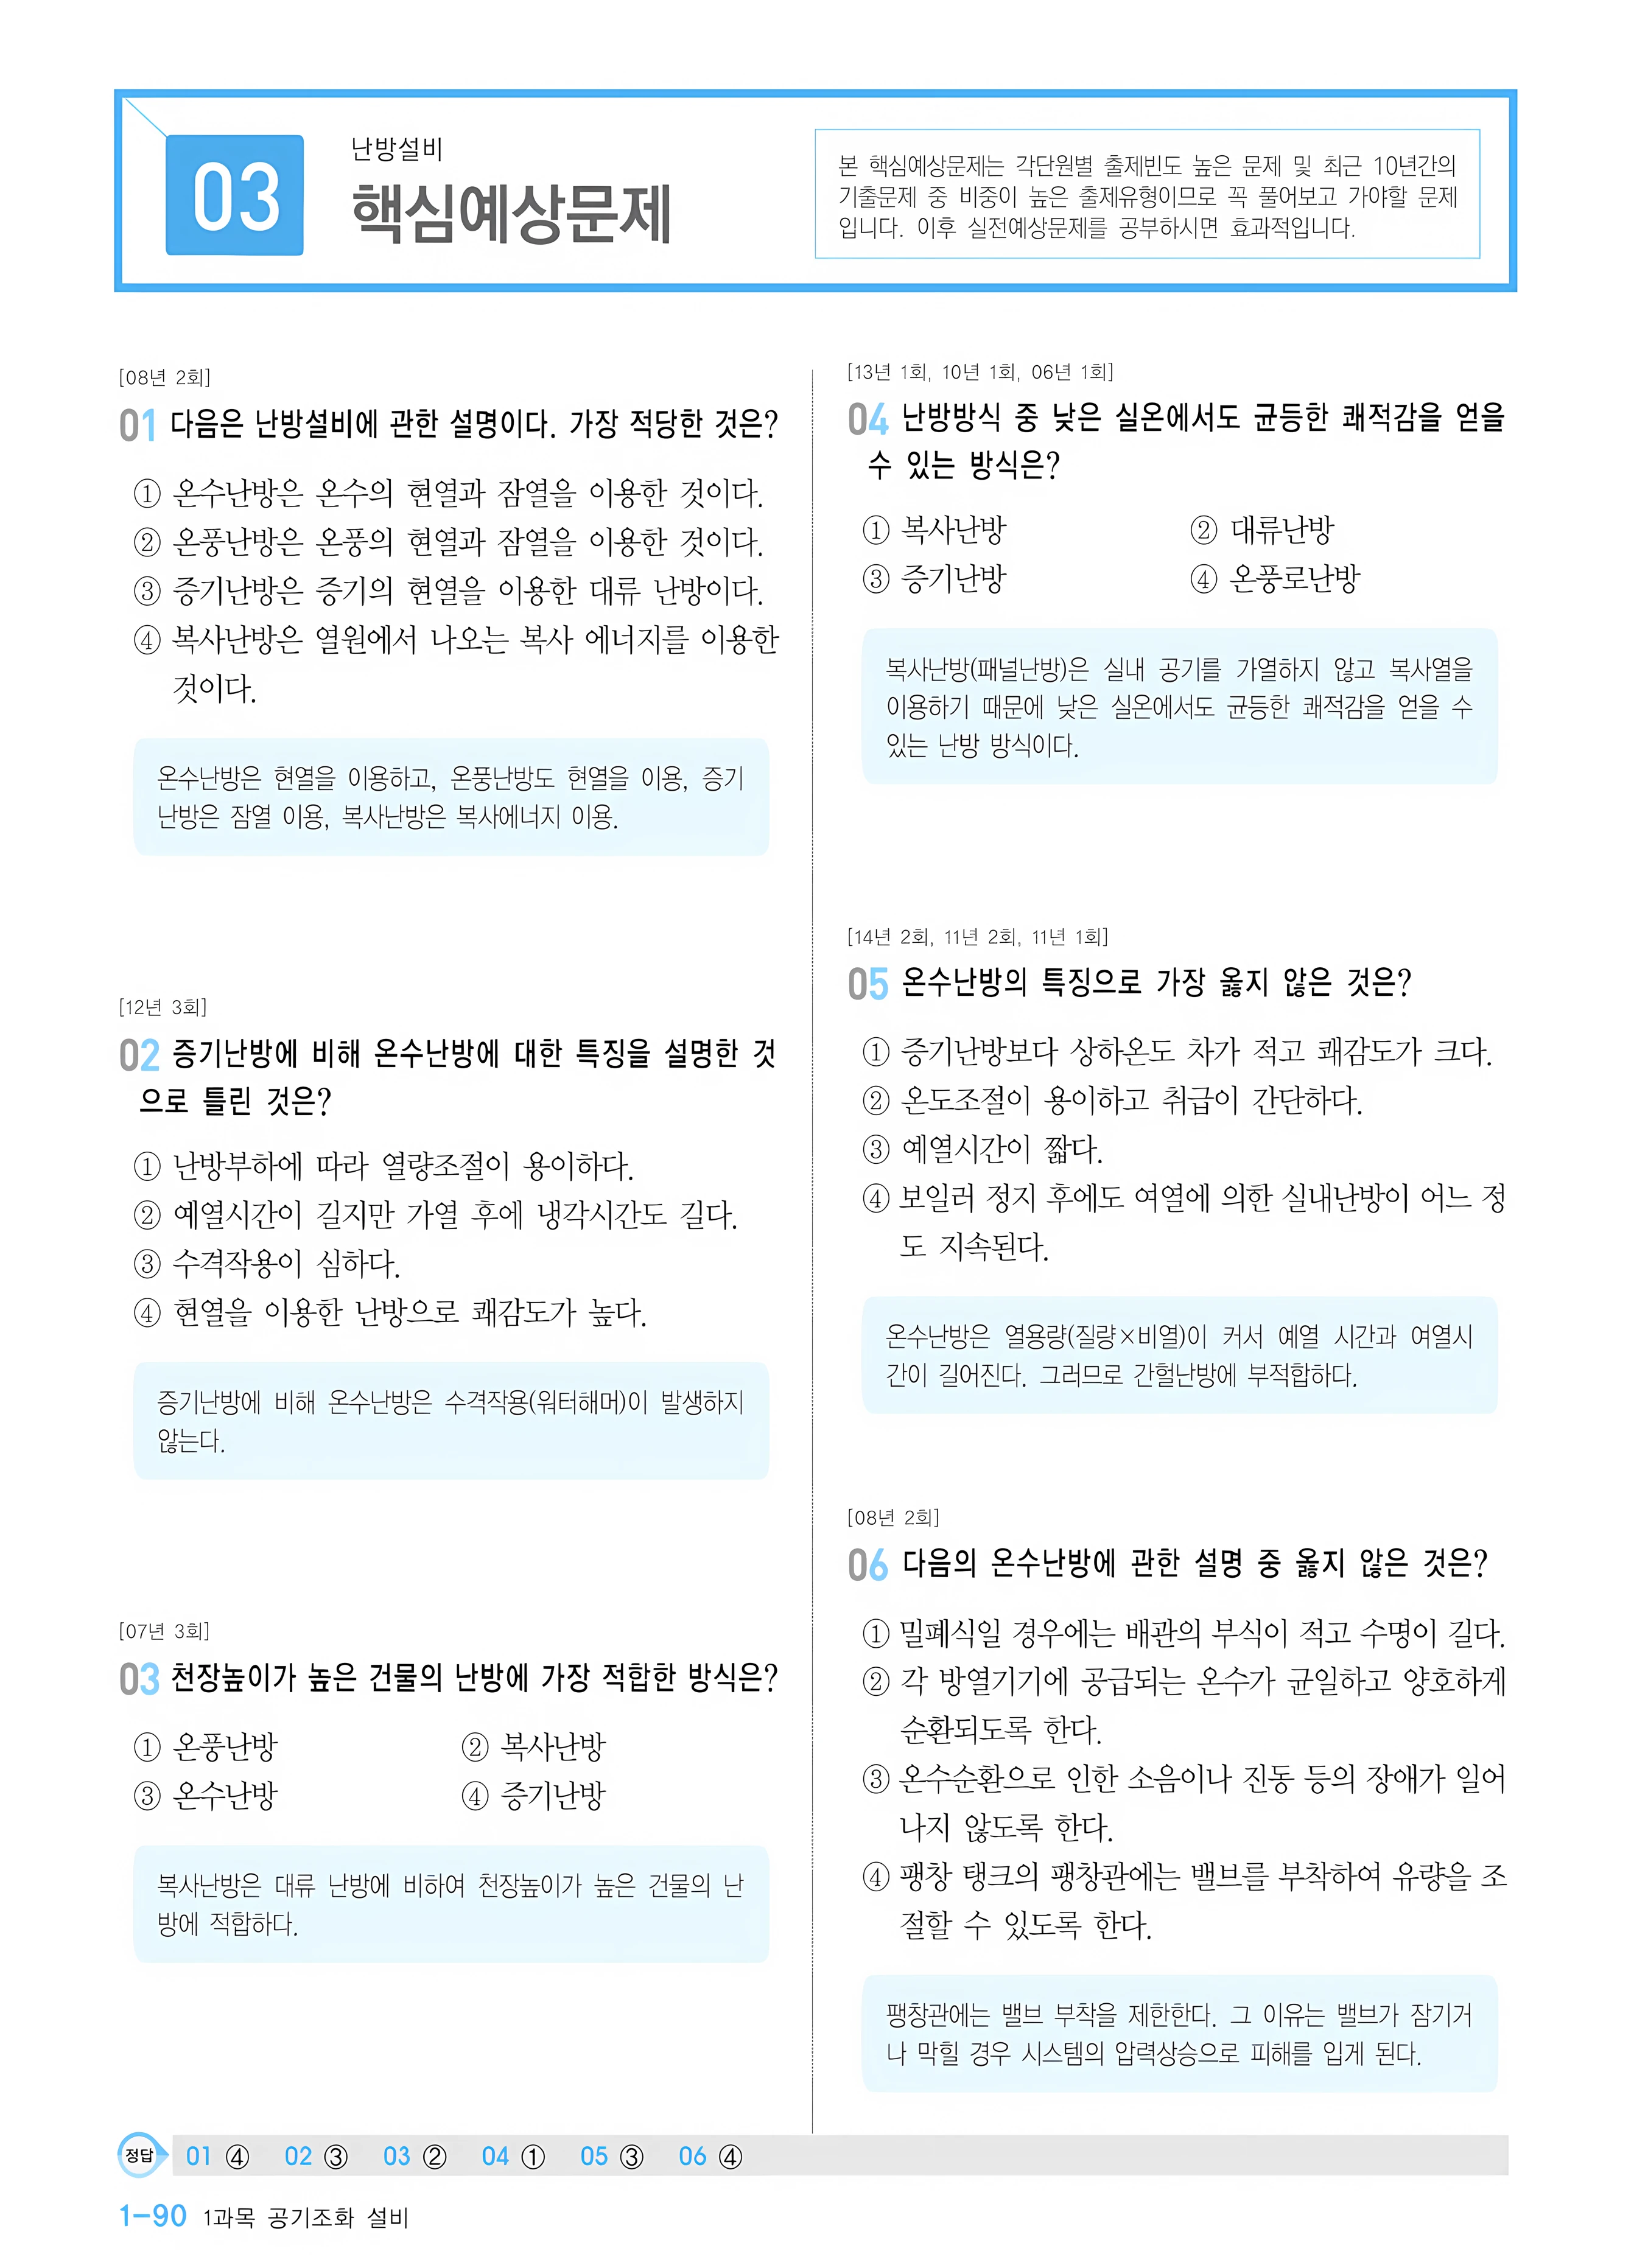 03
난방설비
핵심예상문제
본 핵심예상문제는 각단원별 출제빈도 높은 문제 및 최근 10년간의
기출문제 중 비중이 높은 출제유형이므로 꼭 풀어보고 가야할 문제
입니다. 이후 실전예상문제를 공부하시면 효과적입니다.
[08년 2회]
01 다음은 난방설비에 관한 설명이다. 가장 적당한 것은?
① 온수난방은 온수의 현열과 잠열을 이용한 것이다.
② 온풍난방은 온풍의 현열과 잠열을 이용한 것이다.
③ 증기난방은 증기의 현열을 이용한 대류 난방이다.
④ 복사난방은 열원에서 나오는 복사 에너지를 이용한
것이다.
온수난방은 현열을 이용하고, 온풍난방도 현열을 이용, 증기
난방은 잠열 이용, 복사난방은 복사에너지 이용.
[12년 3회]
02 증기난방에 비해 온수난방에 대한 특징을 설명한 것
으로 틀린 것은?
① 난방부하에 따라 열량조절이 용이하다.
② 예열시간이 길지만 가열 후에 냉각시간도 길다.
③ 수격작용이 심하다.
④ 현열을 이용한 난방으로 쾌감도가 높다.
증기난방에 비해 온수난방은 수격작용(워터해머)이 발생하지
않는다.
[07년 3회]
03 천장높이가 높은 건물의 난방에 가장 적합한 방식은?
① 온풍난방 ② 복사난방
③ 온수난방 ④ 증기난방
복사난방은 대류 난방에 비하여 천장높이가 높은 건물의 난
방에 적합하다.
[13년 1회, 10년 1회, 06년 1회]
04 난방방식 중 낮은 실온에서도 균등한 쾌적감을 얻을
수 있는 방식은?
① 복사난방 ② 대류난방
③ 증기난방 ④ 온풍로난방
복사난방(패널난방)은 실내 공기를 가열하지 않고 복사열을
이용하기 때문에 낮은 실온에서도 균등한 쾌적감을 얻을 수
있는 난방 방식이다.
[14년 2회, 11년 2회, 11년 1회]
05 온수난방의 특징으로 가장 옳지 않은 것은?
① 증기난방보다 상하온도 차가 적고 쾌감도가 크다.
② 온도조절이 용이하고 취급이 간단하다.
③ 예열시간이 짧다.
④ 보일러 정지 후에도 여열에 의한 실내난방이 어느 정
도 지속된다.
온수난방은 열용량(질량×비열)이 커서 예열 시간과 여열시
간이 길어진다. 그러므로 간헐난방에 부적합하다.
[08년 2회]
06 다음의 온수난방에 관한 설명 중 옳지 않은 것은?
① 밀폐식일 경우에는 배관의 부식이 적고 수명이 길다.
② 각 방열기기에 공급되는 온수가 균일하고 양호하게
순환되도록 한다.
③ 온수순환으로 인한 소음이나 진동 등의 장애가 일어
나지 않도록 한다.
④ 팽창 탱크의 팽창관에는 밸브를 부착하여 유량을 조
절할 수 있도록 한다.
팽창관에는 밸브 부착을 제한한다. 그 이유는 밸브가 잠기거
나 막힐 경우 시스템의 압력상승으로 피해를 입게 된다.
정답 01 ④ 02 ③ 03 ② 04 ① 05 ③ 06 ④
1-90 1과목 공기조화 설비